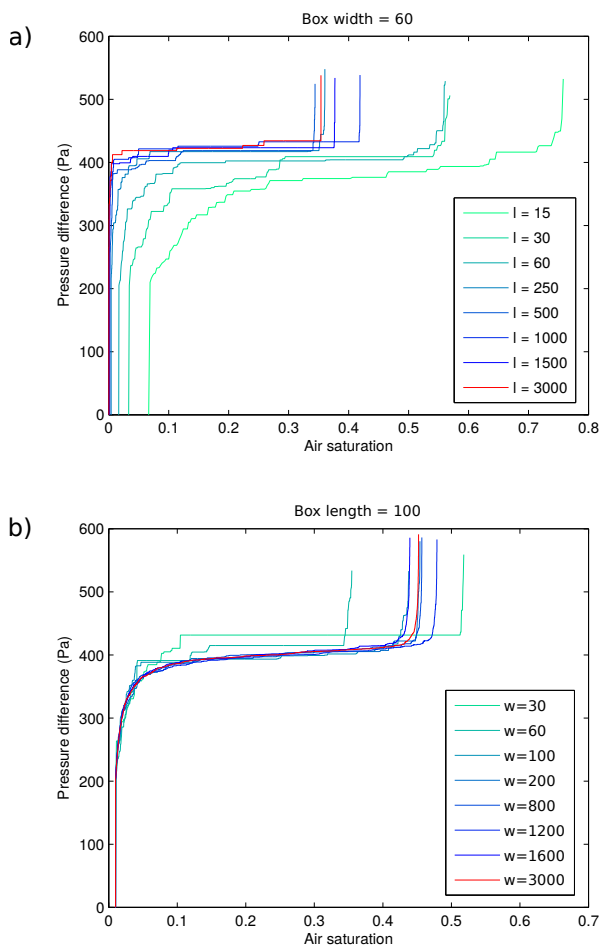 Box width = 60
a)
600
500
400
300
200
100
0
Pressure difference (Pa)
l = 15
l = 30
l = 60
l = 250
l = 500
l = 1000
l = 1500
l = 3000
0 0.1 0.2 0.3 0.4 0.5 0.6 0.7 0.8
Air saturation
Box length = 100
b)
600
500
400
300
200
100
0
Pressure difference (Pa)
w=30
w=60
w=100
w=200
w=800
w=1200
w=1600
w=3000
0 0.1 0.2 0.3 0.4 0.5 0.6 0.7
Air saturation